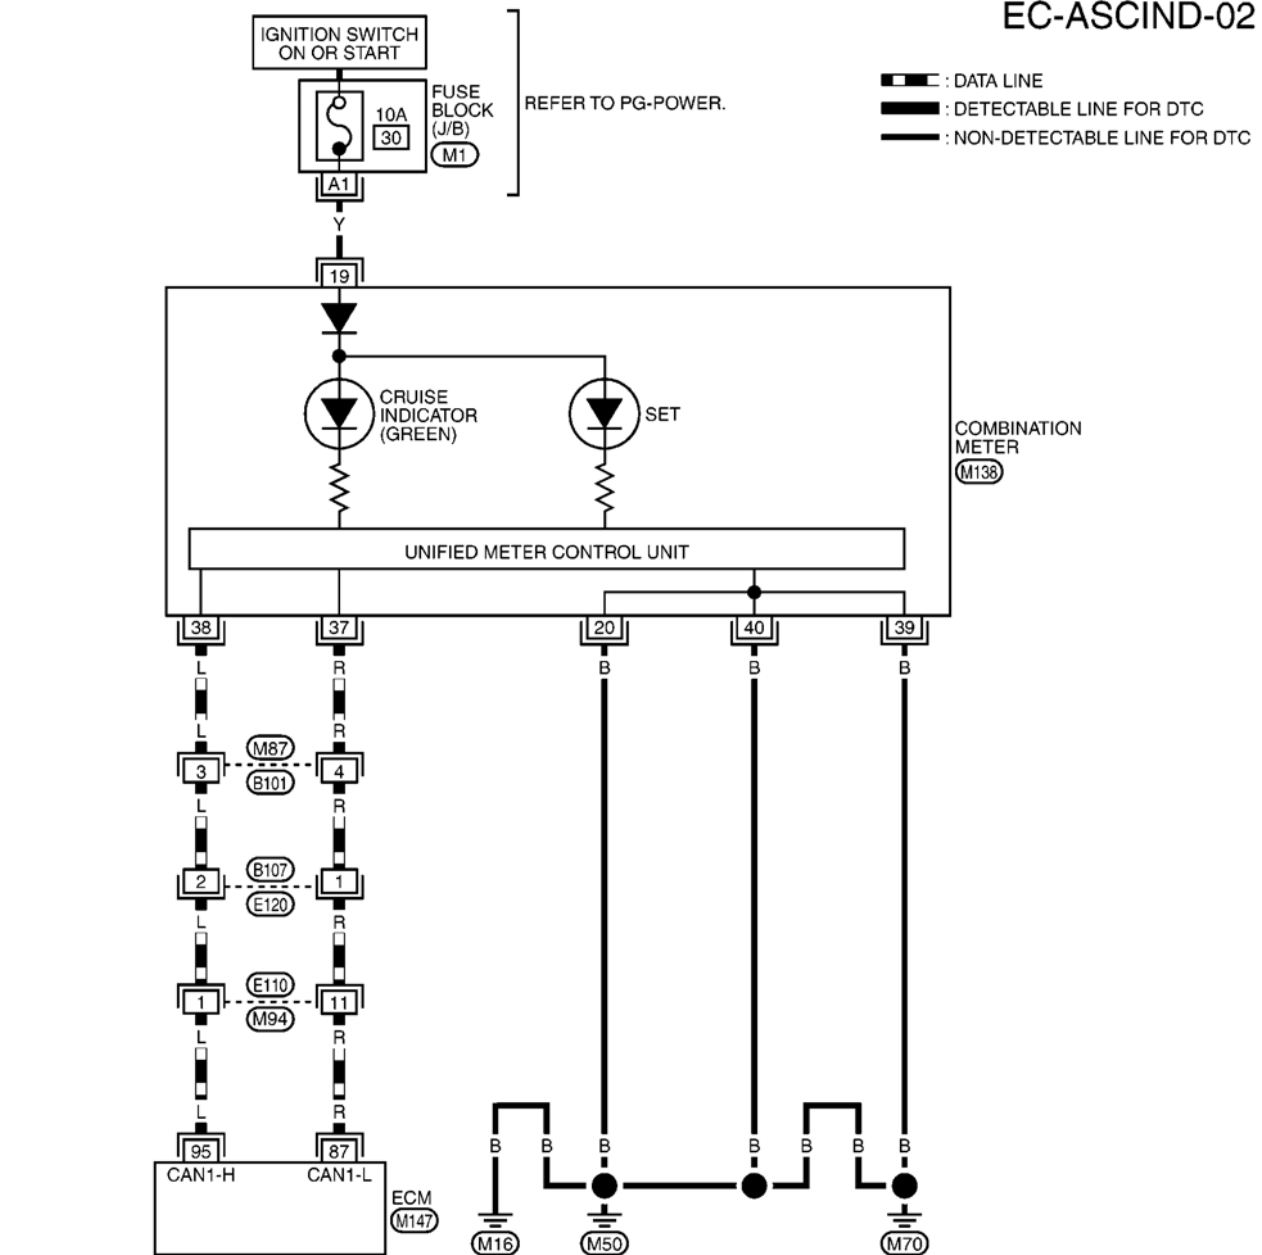 EC-ASCIND-02
IGNITION SWITCH
ON OR START
FUSE
BLOCK
(J/B)
M1
10A
30
REFER TO PG-POWER.
: DATA LINE
: DETECTABLE LINE FOR DTC
: NON-DETECTABLE LINE FOR DTC
A1
Y
19
CRUISE
INDICATOR
(GREEN)
SET
COMBINATION
METER
M138
UNIFIED METER CONTROL UNIT
38 37 20 40 39
L R B B B
L R
M87
3 4
B101
L R
B107
2 1
E120
L R
E110
1 11
M94
L R
L R
B B B B B B B
95 87
CAN1-H CAN1-L
ECM
M147
M16 M50 M70